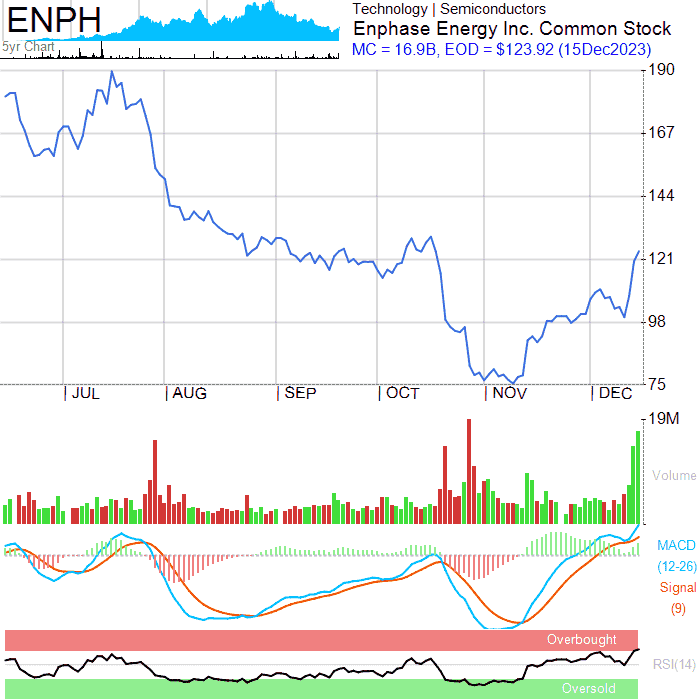 ENPH
5yr Chart
Technology | Semiconductors
Enphase Energy Inc. Common Stock
MC = 16.9B, EOD = $123.92 (15Dec2023)
190
167
144
121
98
75
| JUL | AUG | SEP | OCT | NOV | DEC
19M
Volume
MACD
(12-26)
Signal
(9)
Overbought
RSI(14)
Oversold